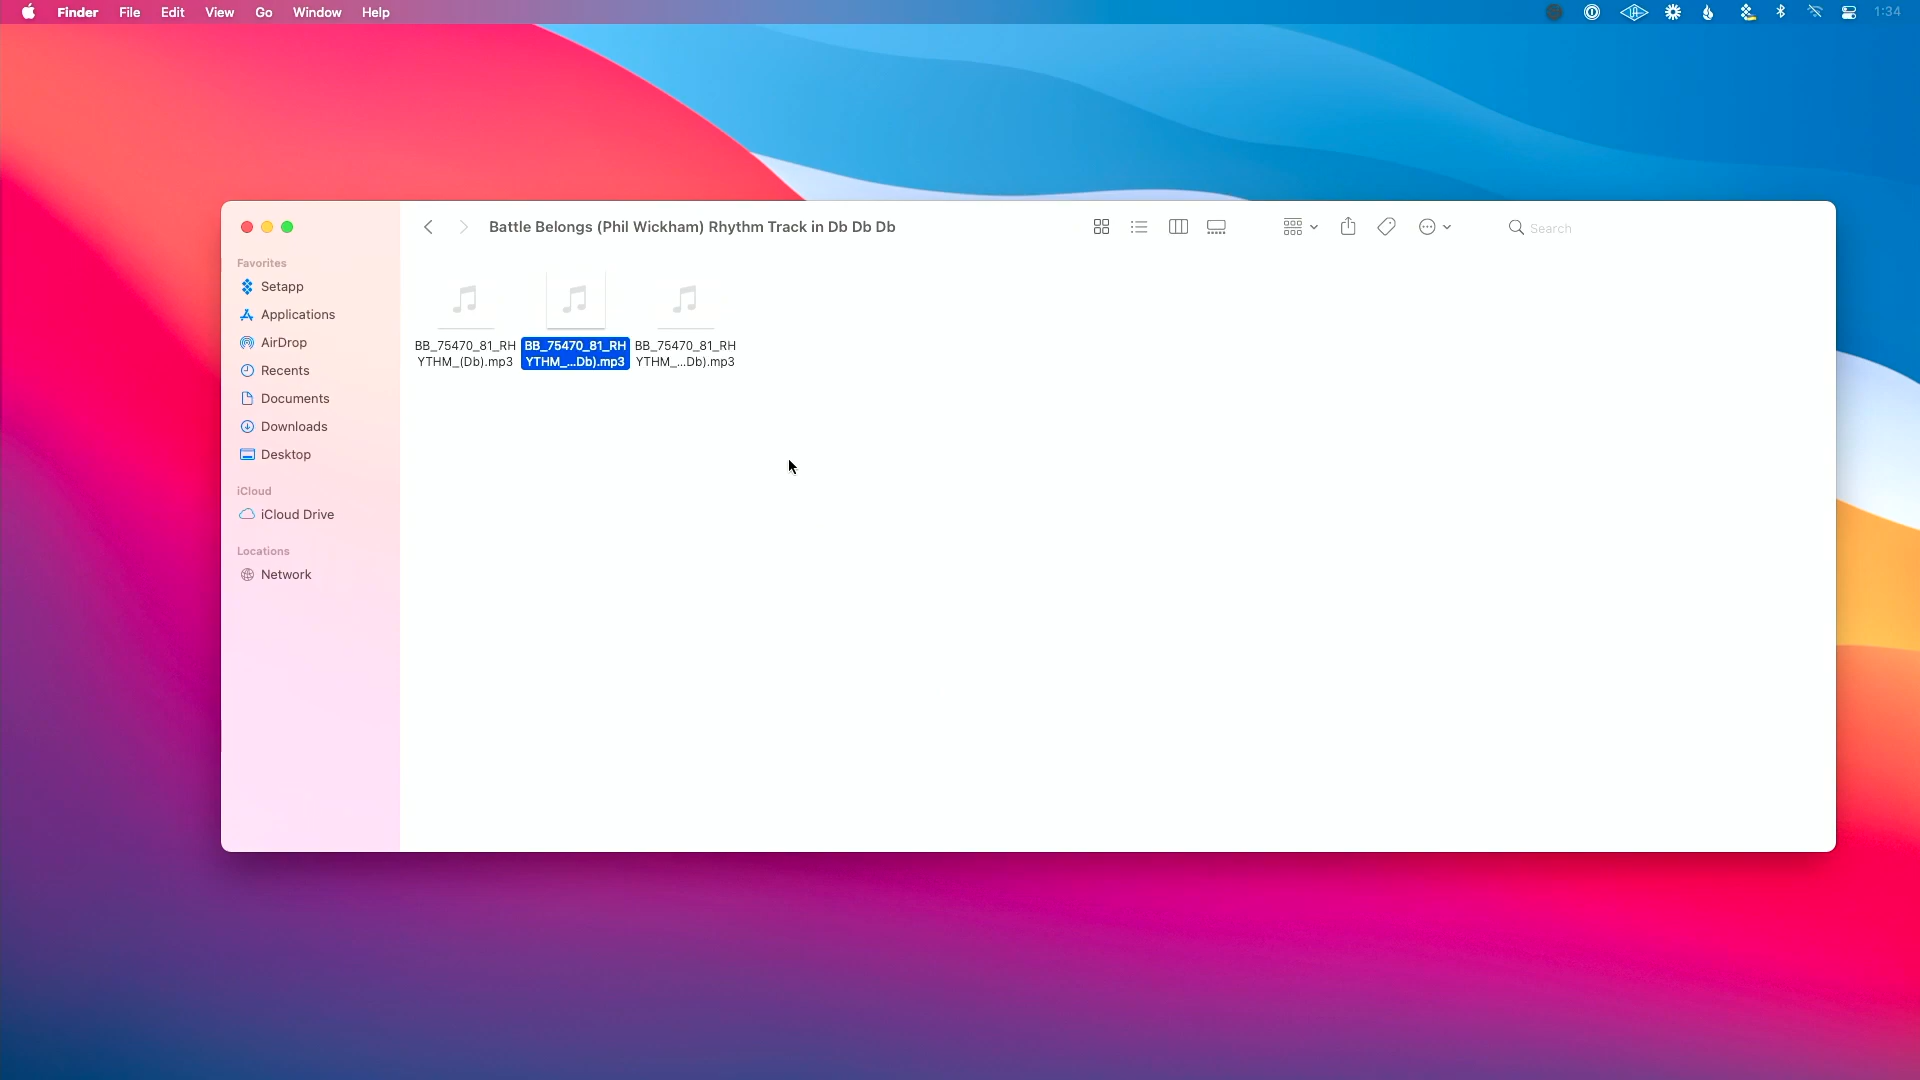 Finder File Edit View Go Window Help 1:34
Battle Belongs (Phil Wickham) Rhythm Track in Db Db Db
Search
Favorites
Setapp
Applications
AirDrop
Recents
Documents
Downloads
Desktop
iCloud
iCloud Drive
Locations
Network
BB_75470_81_RH
YTHM_(Db).mp3
BB_75470_81_RH
YTHM_...Db).mp3
BB_75470_81_RH
YTHM_...Db).mp3